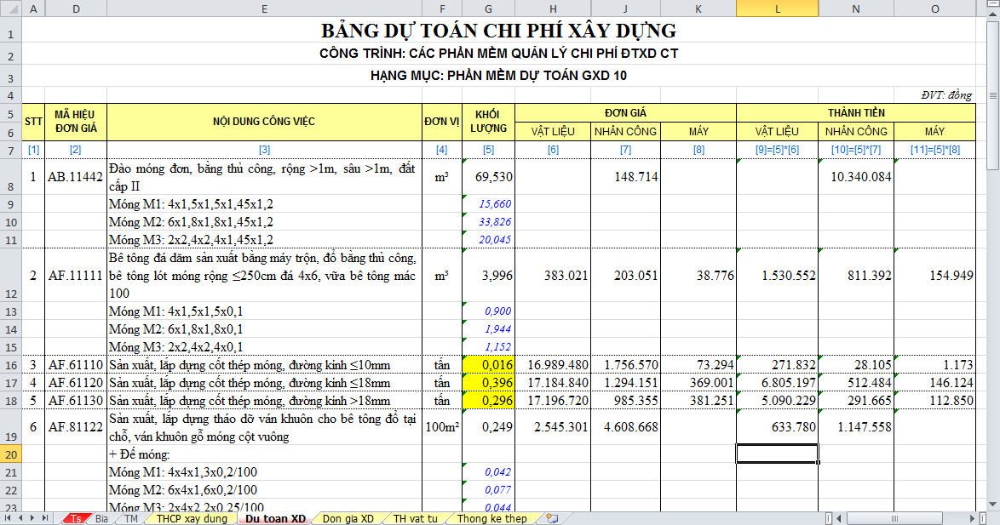 A D E F G H J K L N O
1 BẢNG DỰ TOÁN CHI PHÍ XÂY DỰNG
2 CÔNG TRÌNH: CÁC PHẦN MỀM QUẢN LÝ CHI PHÍ ĐTXD CT
3 HẠNG MỤC: PHẦN MỀM DỰ TOÁN GXD 10
4 ĐVT: đồng
5 STT MÃ HIỆU ĐƠN GIÁ NỘI DUNG CÔNG VIỆC ĐƠN VỊ KHỐI LƯỢNG ĐƠN GIÁ THÀNH TIỀN
6 VẬT LIỆU NHÂN CÔNG MÁY VẬT LIỆU NHÂN CÔNG MÁY
7 [1] [2] [3] [4] [5] [6] [7] [8] [9]=[5]*[6] [10]=[5]*[7] [11]=[5]*[8]
8 1 AB.11442 Đào móng đơn, bằng thủ công, rộng >1m, sâu >1m, đất m³ 69,530 148.714 10.340.084
cấp II
9 Móng M1: 4x1,5x1,5x1,45x1,2 15,660
10 Móng M2: 6x1,8x1,8x1,45x1,2 33,826
11 Móng M3: 2x2,4x2,4x1,45x1,2 20,045
Bê tông đá dăm sản xuất bằng máy trộn, đổ bằng thủ công,
2 AF.11111 bê tông lót móng rộng ≤250cm đá 4x6, vữa bê tông mác m³ 3,996 383.021 203.051 38.776 1.530.552 811.392 154.949
12 100
13 Móng M1: 4x1,5x1,5x0,1 0,900
14 Móng M2: 6x1,8x1,8x0,1 1,944
15 Móng M3: 2x2,4x2,4x0,1 1,152
16 3 AF.61110 Sản xuất, lắp dựng cốt thép móng, đường kính ≤10mm tấn 0,016 16.989.480 1.756.570 73.294 271.832 28.105 1.173
17 4 AF.61120 Sản xuất, lắp dựng cốt thép móng, đường kính ≤18mm tấn 0,396 17.184.840 1.294.151 369.001 6.805.197 512.484 146.124
18 5 AF.61130 Sản xuất, lắp dựng cốt thép móng, đường kính >18mm tấn 0,296 17.196.720 985.355 381.251 5.090.229 291.665 112.850
19 6 AF.81122 Sản xuất, lắp dựng tháo dỡ ván khuôn cho bê tông đổ tại 100m² 0,249 2.545.301 4.608.668 633.780 1.147.558
chỗ, ván khuôn gỗ móng cột vuông
20 + Đế móng:
21 Móng M1: 4x4x1,3x0,2/100 0,042
22 Móng M2: 6x4x1,6x0,2/100 0,077
23 Móng M3: 2x4x2,2x0,25/100 0,044
Ts Bia TM THCP xay dung Du toan XD Don gia XD TH vat tu Thong ke thep